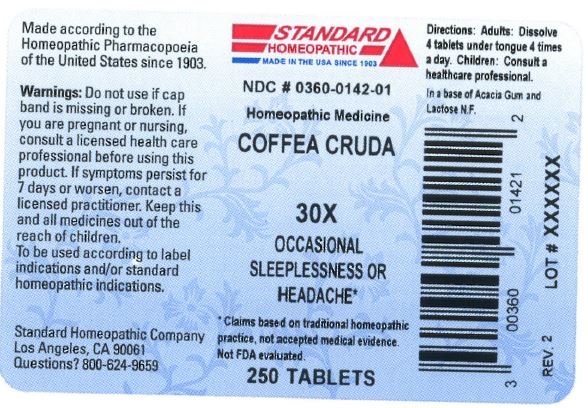 Made according to the
Homeopathic Pharmacopoeia
of the United States since 1903.
Warnings: Do not use if cap
band is missing or broken. If
you are pregnant or nursing,
consult a licensed health care
professional before using this
product. If symptoms persist for
7 days or worsen, contact a
licensed practitioner. Keep this
and all medicines out of the
reach of children.
To be used according to label
indications and/or standard
homeopathic indications.
Standard Homeopathic Company
Los Angeles, CA 90061
Questions? 800-624-9659
STANDARD
HOMEOPATHIC
MADE IN THE USA SINCE 1903
NDC # 0360-0142-01
Homeopathic Medicine
COFFEA CRUDA
30X
OCCASIONAL
SLEEPLESSNESS OR
HEADACHE*
* Claims based on traditional homeopathic
practice, not accepted medical evidence.
Not FDA evaluated.
250 TABLETS
Directions: Adults: Dissolve
4 tablets under tongue 4 times
a day. Children: Consult a
healthcare professional.
In a base of Acacia Gum and
Lactose N.F.
3 00360 01421 2
REV. 2 LOT # XXXXXX